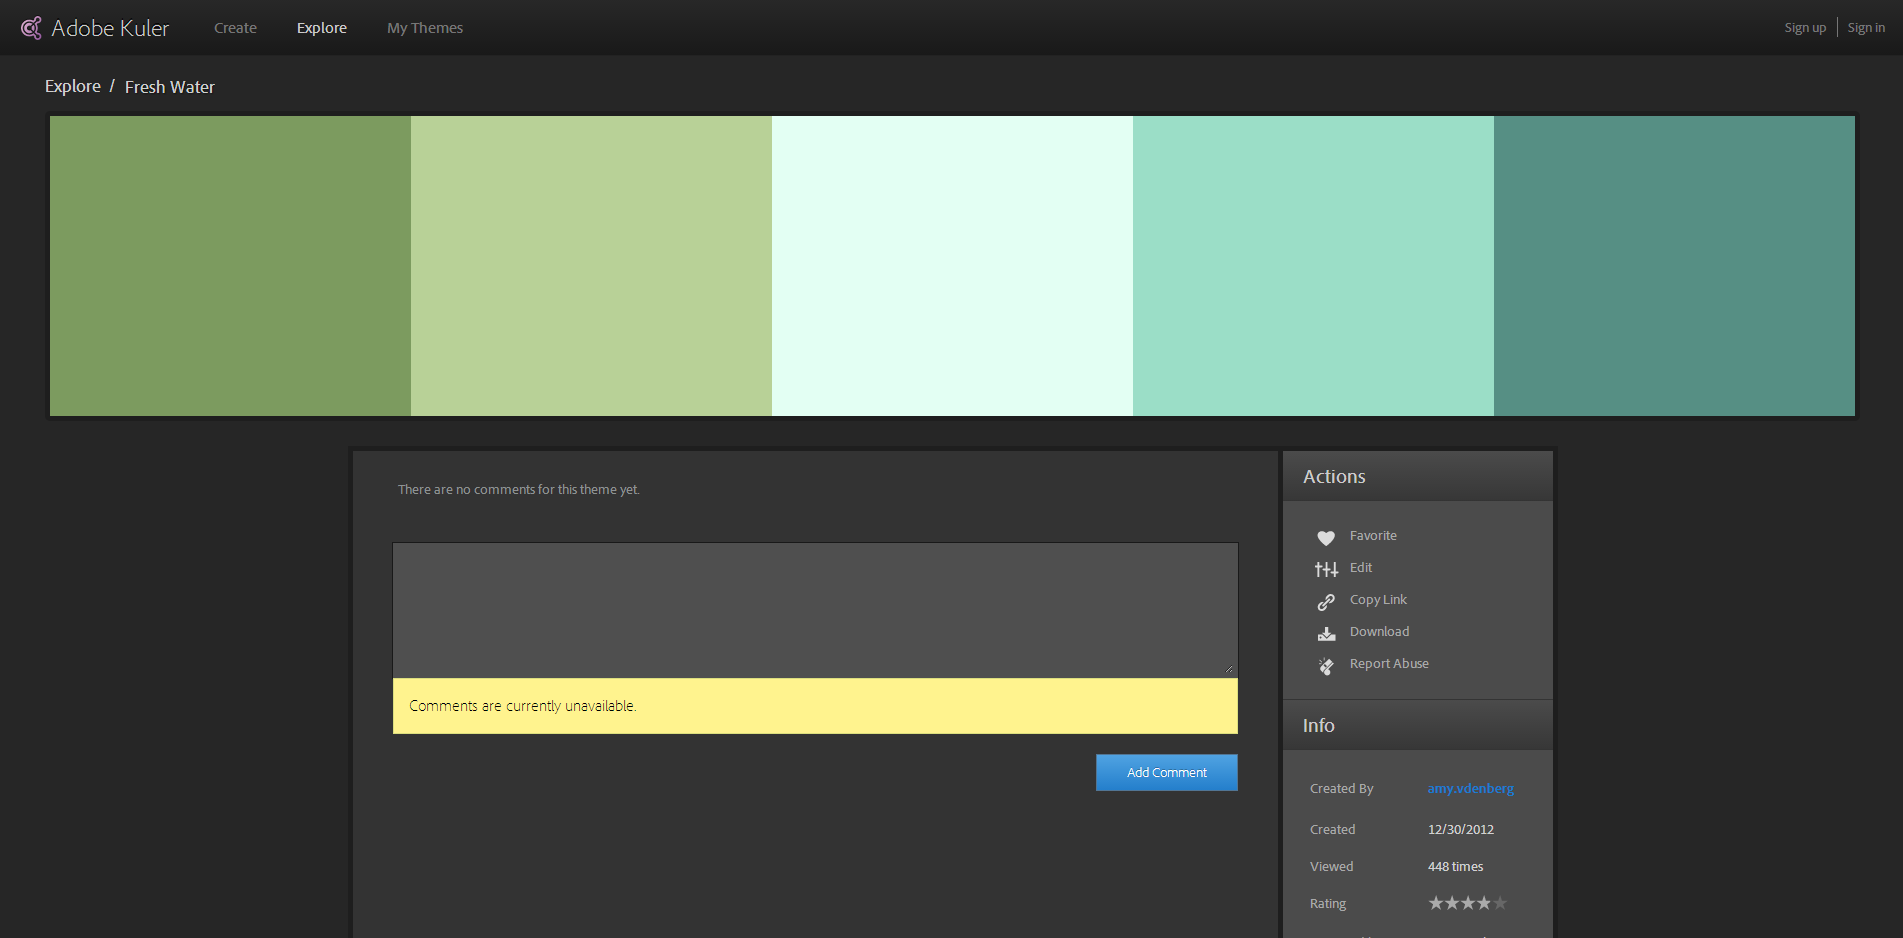 Adobe Kuler Create Explore My Themes Sign up Sign in
Explore / Fresh Water
There are no comments for this theme yet.
Comments are currently unavailable.
Add Comment
Actions
Favorite
Edit
Copy Link
Download
Report Abuse
Info
Created By amy.vdenberg
Created 12/30/2012
Viewed 448 times
Rating